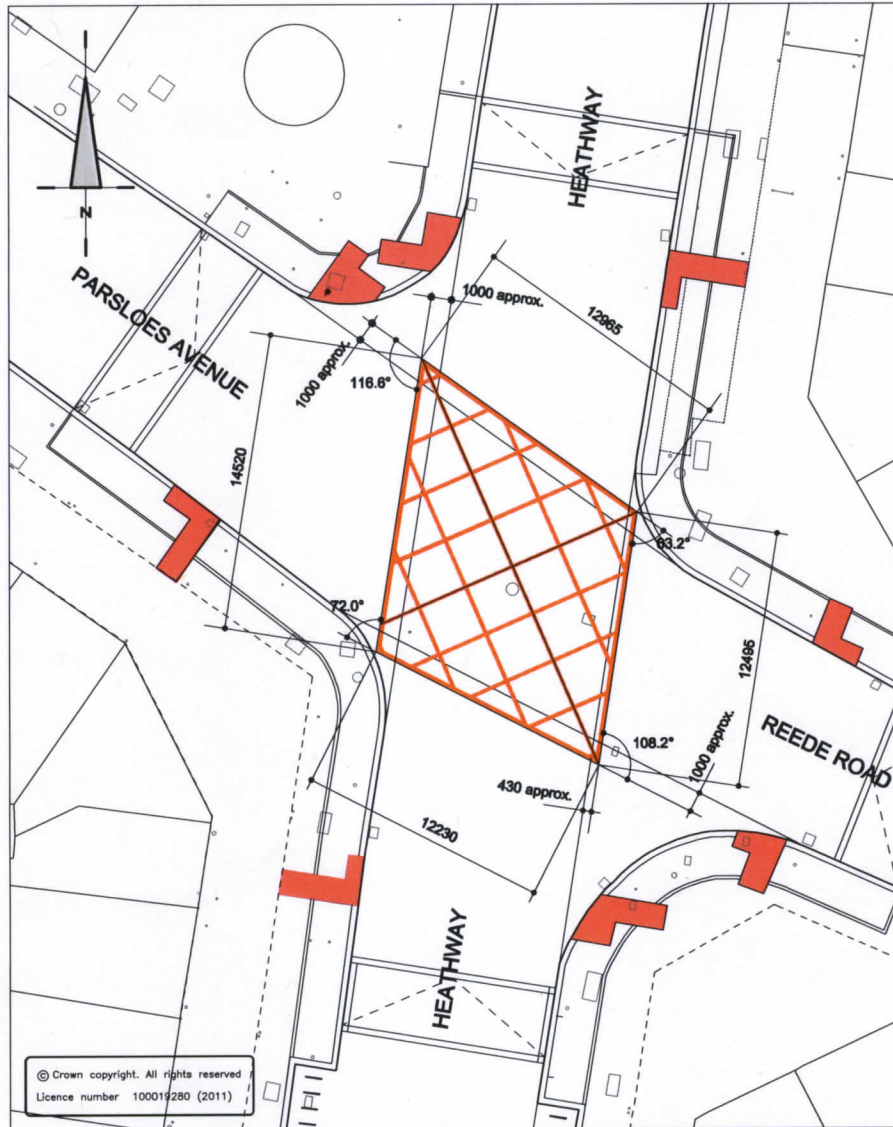 HEATHWAY
N
PARSLOES AVENUE
1000 approx.
12965
1000 approx.
116.6°
14520
63.2°
72.0°
12495
108.2°
1000 approx.
REEDE ROAD
430 approx.
12230
HEATHWAY
© Crown copyright. All rights reserved
Licence number 100019280 (2011)